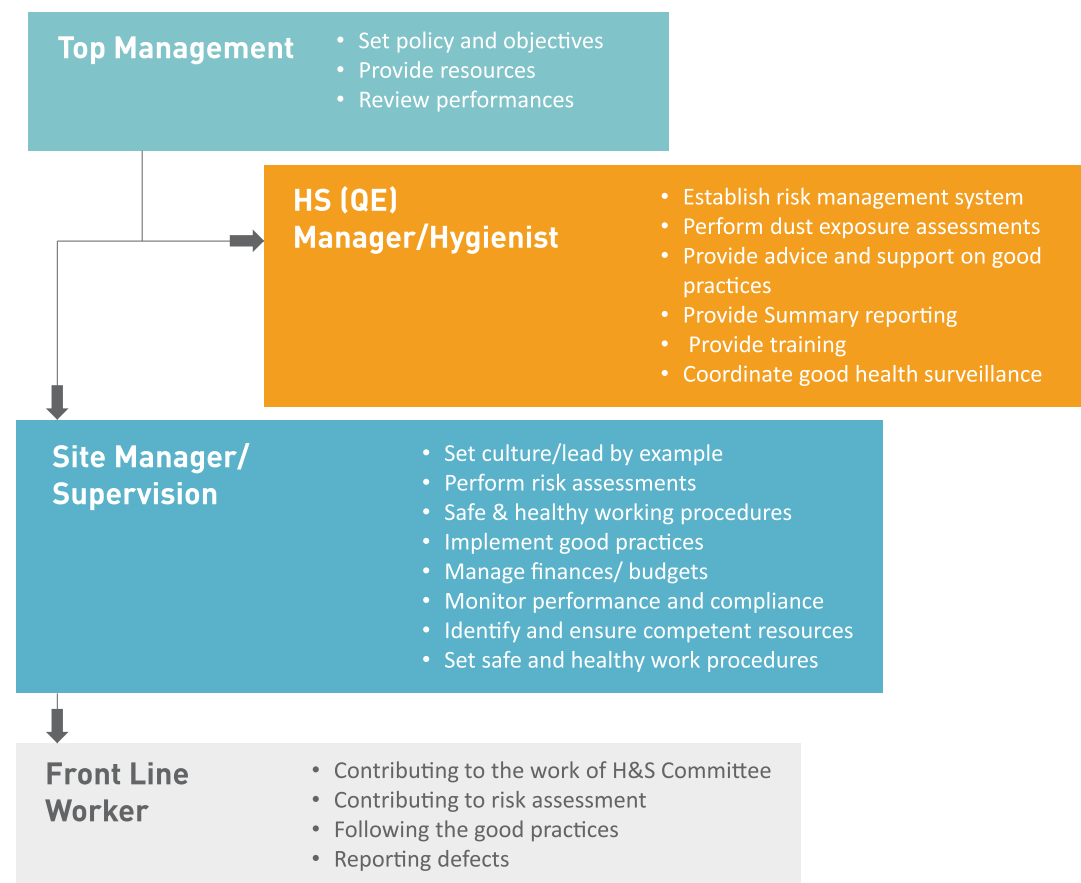 Top Management
• Set policy and objectives
• Provide resources
• Review performances
HS (QE)
Manager/Hygienist
• Establish risk management system
• Perform dust exposure assessments
• Provide advice and support on good
practices
• Provide Summary reporting
• Provide training
• Coordinate good health surveillance
Site Manager/
Supervision
• Set culture/lead by example
• Perform risk assessments
• Safe & healthy working procedures
• Implement good practices
• Manage finances/ budgets
• Monitor performance and compliance
• Identify and ensure competent resources
• Set safe and healthy work procedures
Front Line
Worker
• Contributing to the work of H&S Committee
• Contributing to risk assessment
• Following the good practices
• Reporting defects